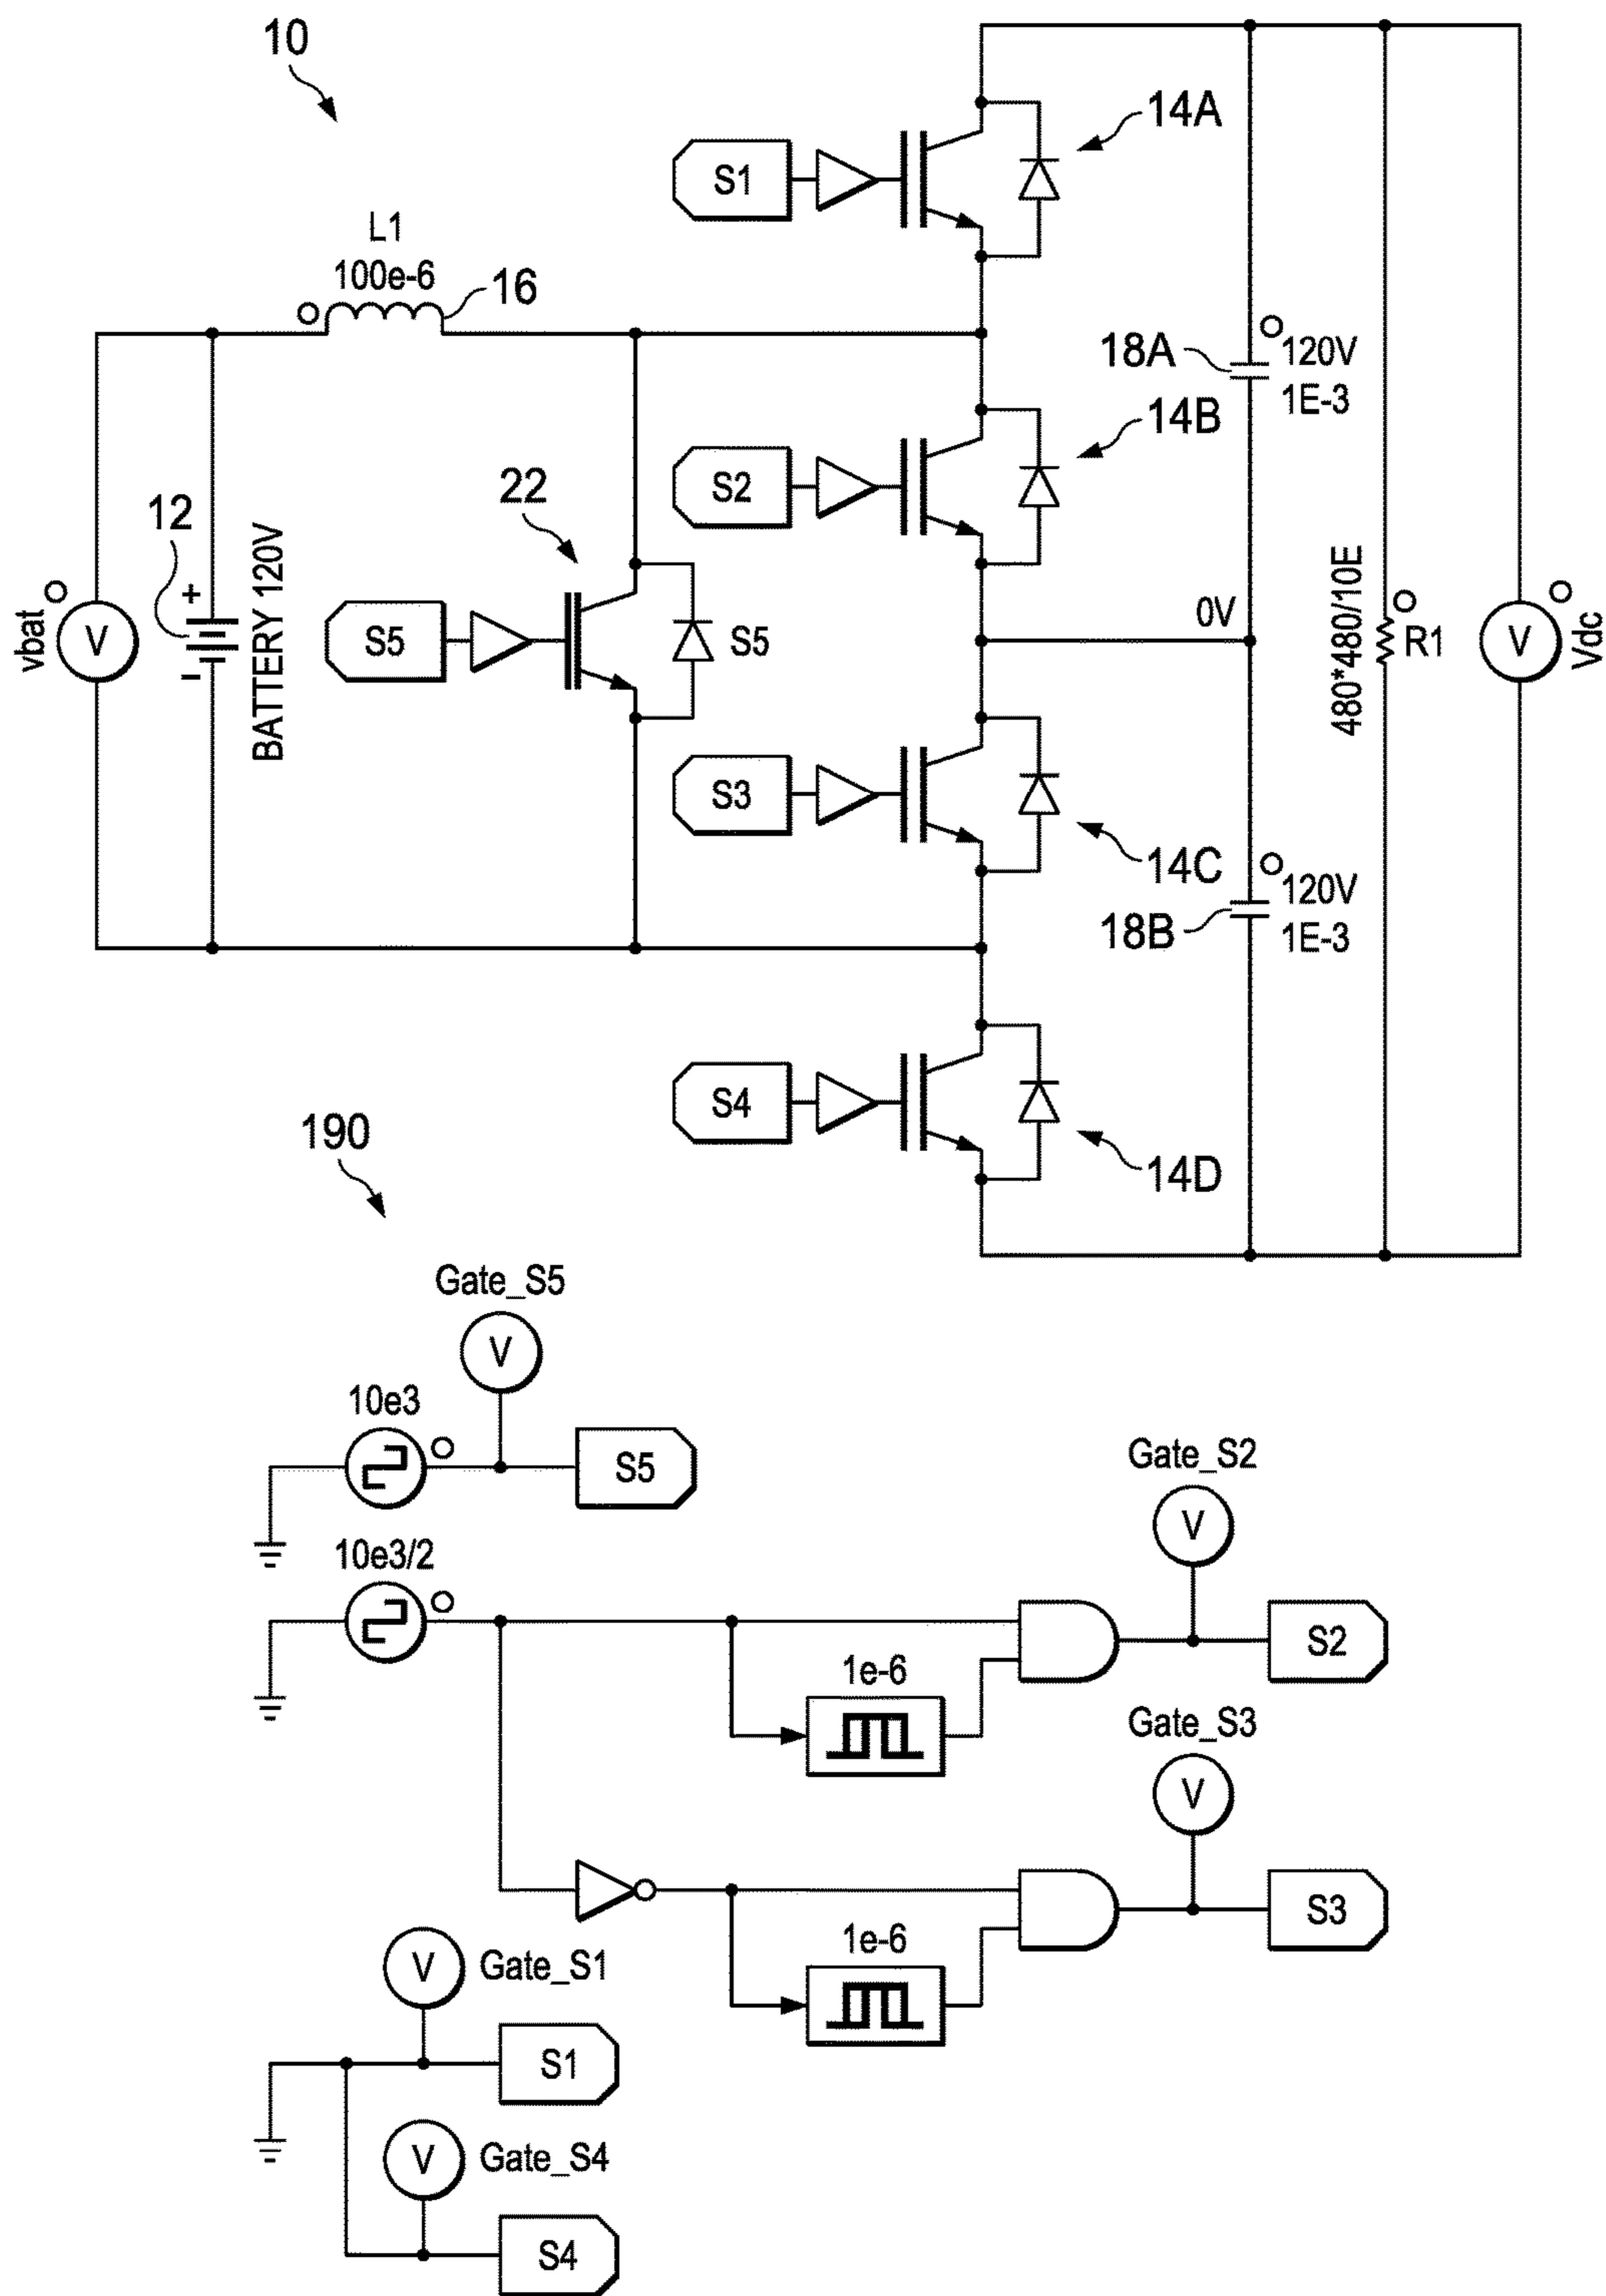 10
14A
S1
L1
100e-6
16
18A
120V
1E-3
14B
S2
22
12
+
BATTERY 120V
-
vbat
V
S5
S5
0V
480*480/10E
R1
V
Vdc
S3
14C
120V
18B
1E-3
S4
190
14D
Gate_S5
V
10e3
S5
Gate_S2
V
10e3/2
S2
1e-6
Gate_S3
V
1e-6
S3
V
Gate_S1
S1
V
Gate_S4
S4